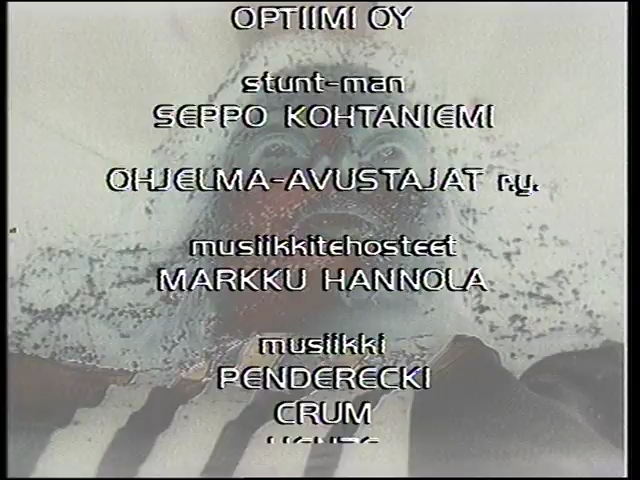 OPTIIMI OY
stunt-man
SEPPO KOHTANIEMI
OHJELMA-AVUSTAJAT r.y.
musiikkitehosteet
MARKKU HANNOLA
musiikki
PENDERECKI
CRUM